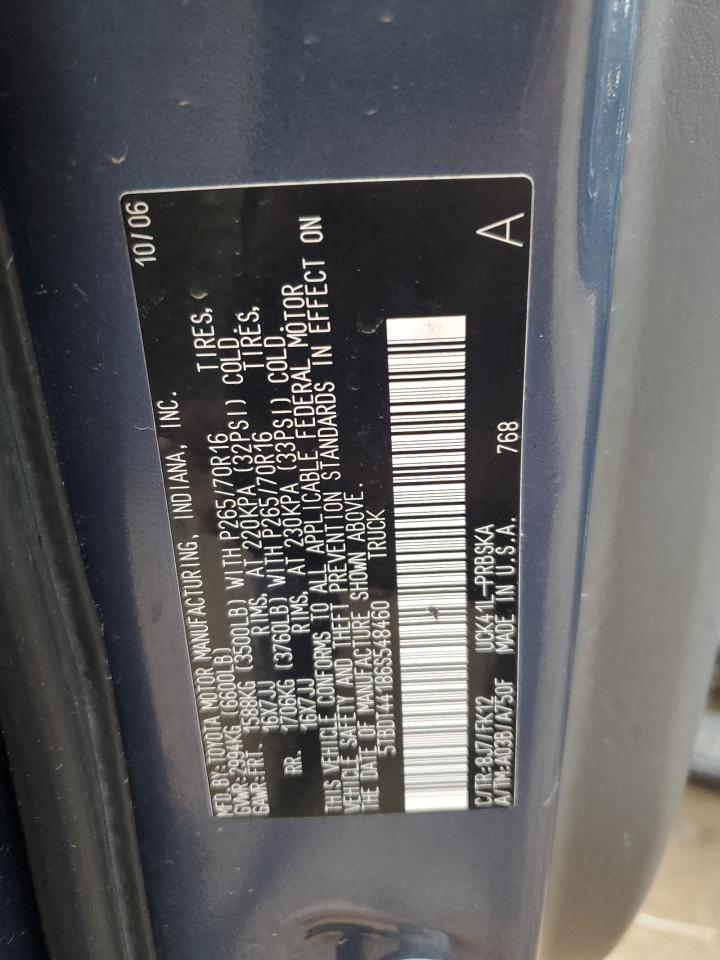 MFD.BY:TOYOTA MOTOR MANUFACTURING, INDIANA, INC. 10/06
GVWR:2994KG (6600LB)
GAWR:FRT. 1588KG (3500LB) WITH P265/70R16 TIRES,
16X7JJ RIMS, AT 220KPA (32PSI) COLD.
RR. 1706KG (3760LB) WITH P265/70R16 TIRES,
16X7JJ RIMS, AT 230KPA (33PSI) COLD.
THIS VEHICLE CONFORMS TO ALL APPLICABLE FEDERAL MOTOR
VEHICLE SAFETY AND THEFT PREVENTION STANDARDS IN EFFECT ON
THE DATE OF MANUFACTURE SHOWN ABOVE.
5TBDT44186S548460 TRUCK
C/TR:8J7/FK12 UCK41L-PRBSKA
A/TM:A03B/A750F MADE IN U.S.A. 768 A